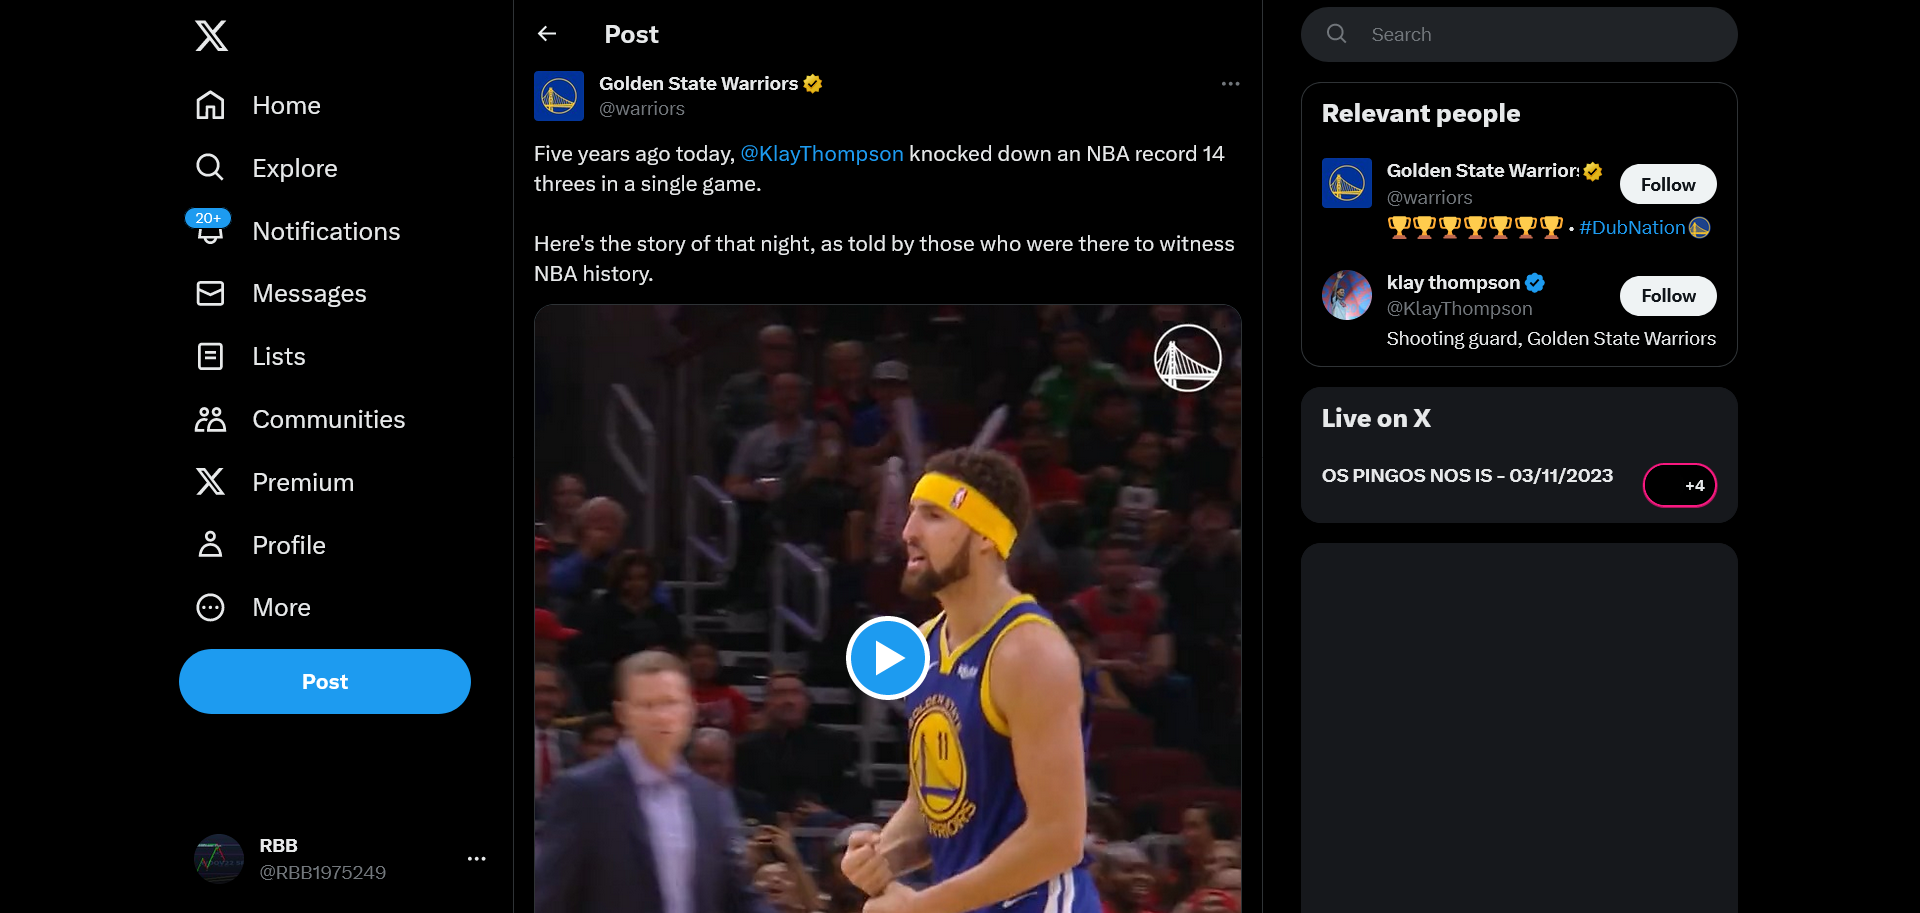 Home
Explore
20+
Notifications
Messages
Lists
Communities
Premium
Profile
More
Post
RBB
@RBB1975249
Post
Golden State Warriors
@warriors
Five years ago today, @KlayThompson knocked down an NBA record 14
threes in a single game.
Here's the story of that night, as told by those who were there to witness
NBA history.
GOLDEN STATE
11
WARRIORS
Search
Relevant people
Golden State Warriors
@warriors
Follow
🏆🏆🏆🏆🏆🏆🏆 • #DubNation
klay thompson
@KlayThompson
Follow
Shooting guard, Golden State Warriors
Live on X
OS PINGOS NOS IS - 03/11/2023
+4